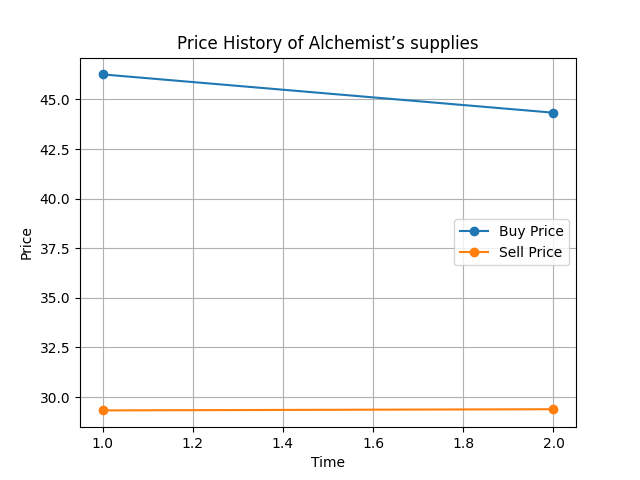 Price History of Alchemist’s supplies
Price
45.0
42.5
40.0
37.5
35.0
32.5
30.0
Buy Price
Sell Price
1.0 1.2 1.4 1.6 1.8 2.0
Time